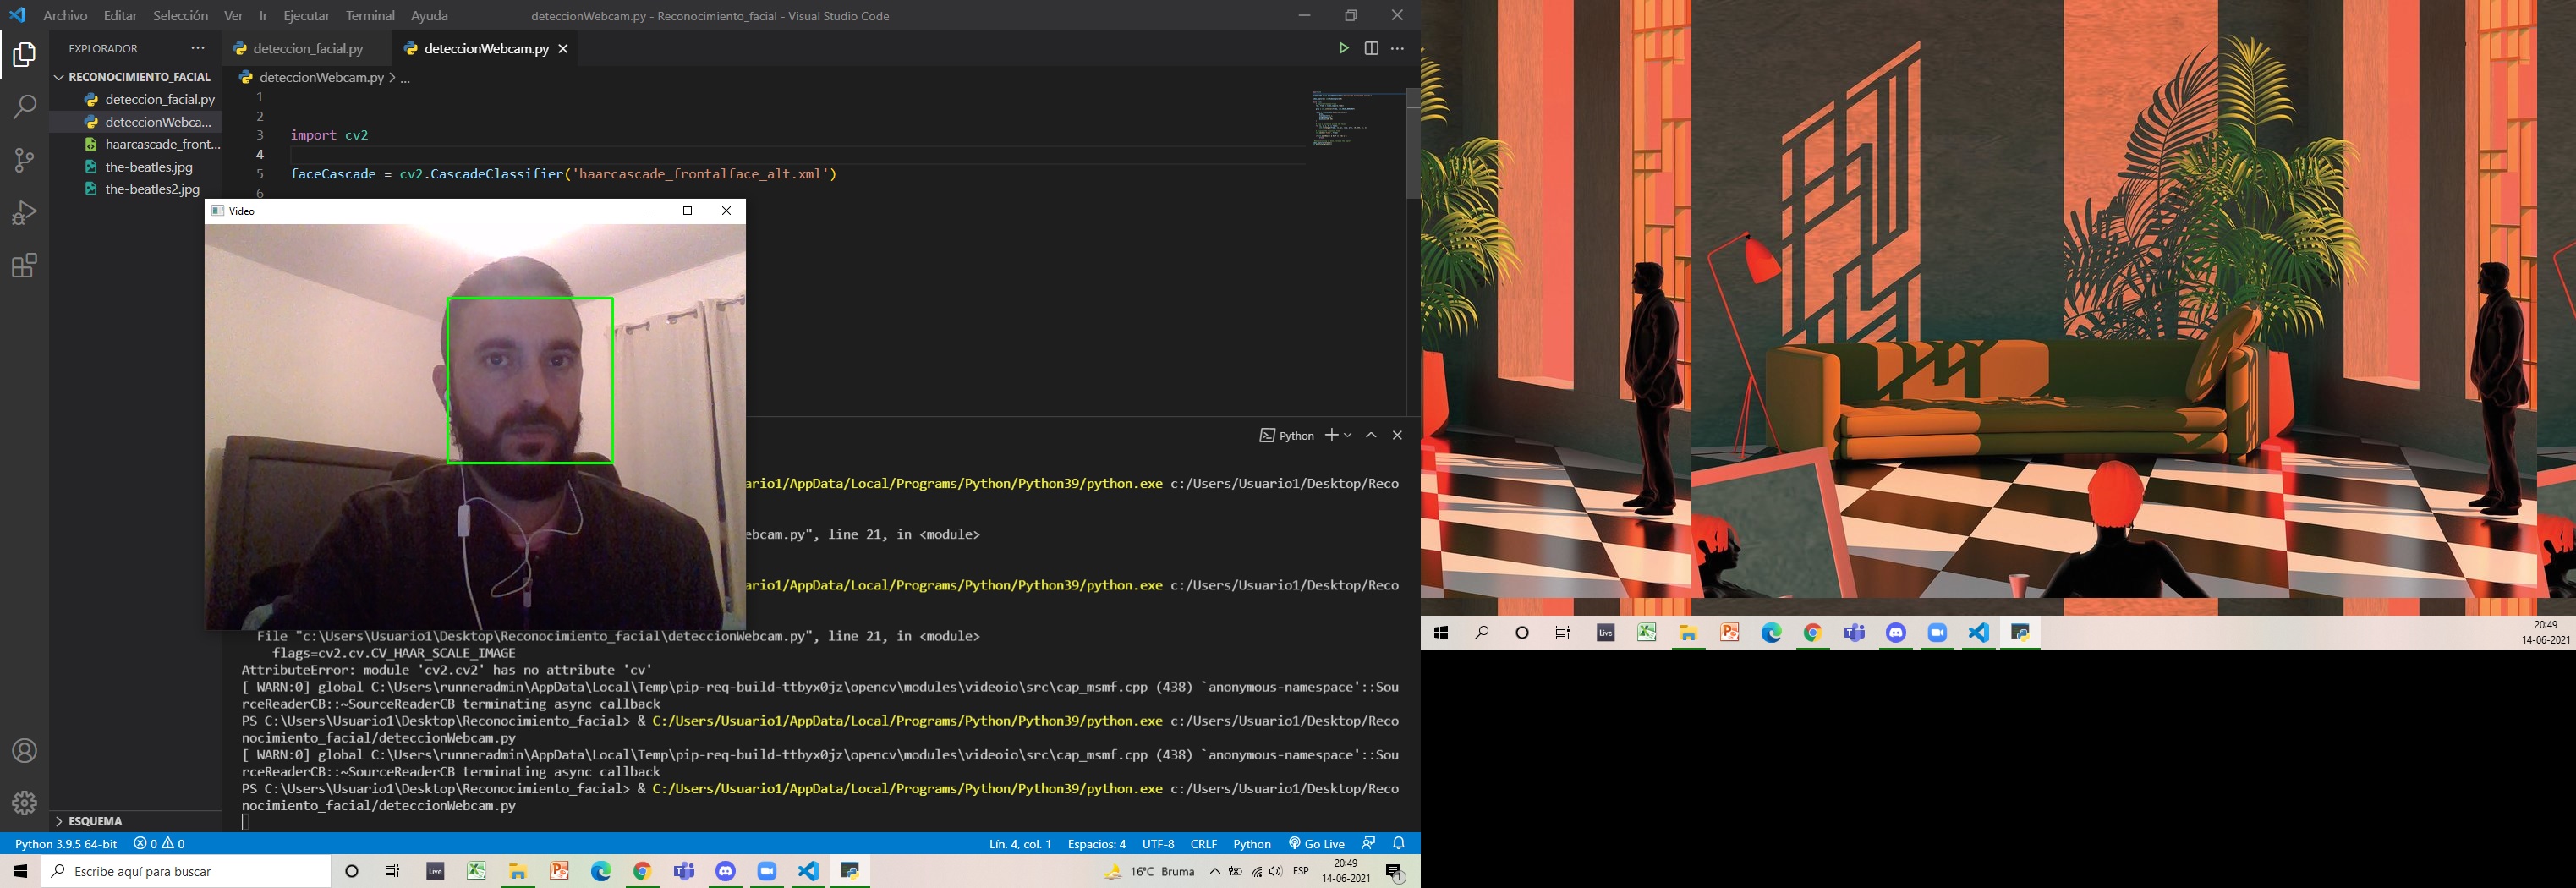 Archivo Editar Selección Ver Ir Ejecutar Terminal Ayuda
deteccionWebcam.py - Reconocimiento_facial - Visual Studio Code
EXPLORADOR ...
RECONOCIMIENTO_FACIAL
deteccion_facial.py
deteccionWebca...
haarcascade_front...
the-beatles.jpg
the-beatles2.jpg
ESQUEMA
deteccion_facial.py
deteccionWebcam.py
deteccionWebcam.py > ...
1
2
3 import cv2
4
5 faceCascade = cv2.CascadeClassifier('haarcascade_frontalface_alt.xml')
6
Video
Python
ario1/AppData/Local/Programs/Python/Python39/python.exe c:/Users/Usuario1/Desktop/Reco
ebcam.py", line 21, in <module>
ario1/AppData/Local/Programs/Python/Python39/python.exe c:/Users/Usuario1/Desktop/Reco
File "c:\Users\Usuario1\Desktop\Reconocimiento_facial\deteccionWebcam.py", line 21, in <module>
flags=cv2.cv.CV_HAAR_SCALE_IMAGE
AttributeError: module 'cv2.cv2' has no attribute 'cv'
[ WARN:0] global C:\Users\runneradmin\AppData\Local\Temp\pip-req-build-ttbyx0jz\opencv\modules\videoio\src\cap_msmf.cpp (438) `anonymous-namespace'::Sou
rceReaderCB::~SourceReaderCB terminating async callback
PS C:\Users\Usuario1\Desktop\Reconocimiento_facial> & C:/Users/Usuario1/AppData/Local/Programs/Python/Python39/python.exe c:/Users/Usuario1/Desktop/Reco
nocimiento_facial/deteccionWebcam.py
[ WARN:0] global C:\Users\runneradmin\AppData\Local\Temp\pip-req-build-ttbyx0jz\opencv\modules\videoio\src\cap_msmf.cpp (438) `anonymous-namespace'::Sou
rceReaderCB::~SourceReaderCB terminating async callback
PS C:\Users\Usuario1\Desktop\Reconocimiento_facial> & C:/Users/Usuario1/AppData/Local/Programs/Python/Python39/python.exe c:/Users/Usuario1/Desktop/Reco
nocimiento_facial/deteccionWebcam.py
Python 3.9.5 64-bit 0 0
Lín. 4, col. 1 Espacios: 4 UTF-8 CRLF Python Go Live
Escribe aquí para buscar
Live
16°C Bruma
ESP
20:49
14-06-2021
1
Live
20:49
14-06-2021